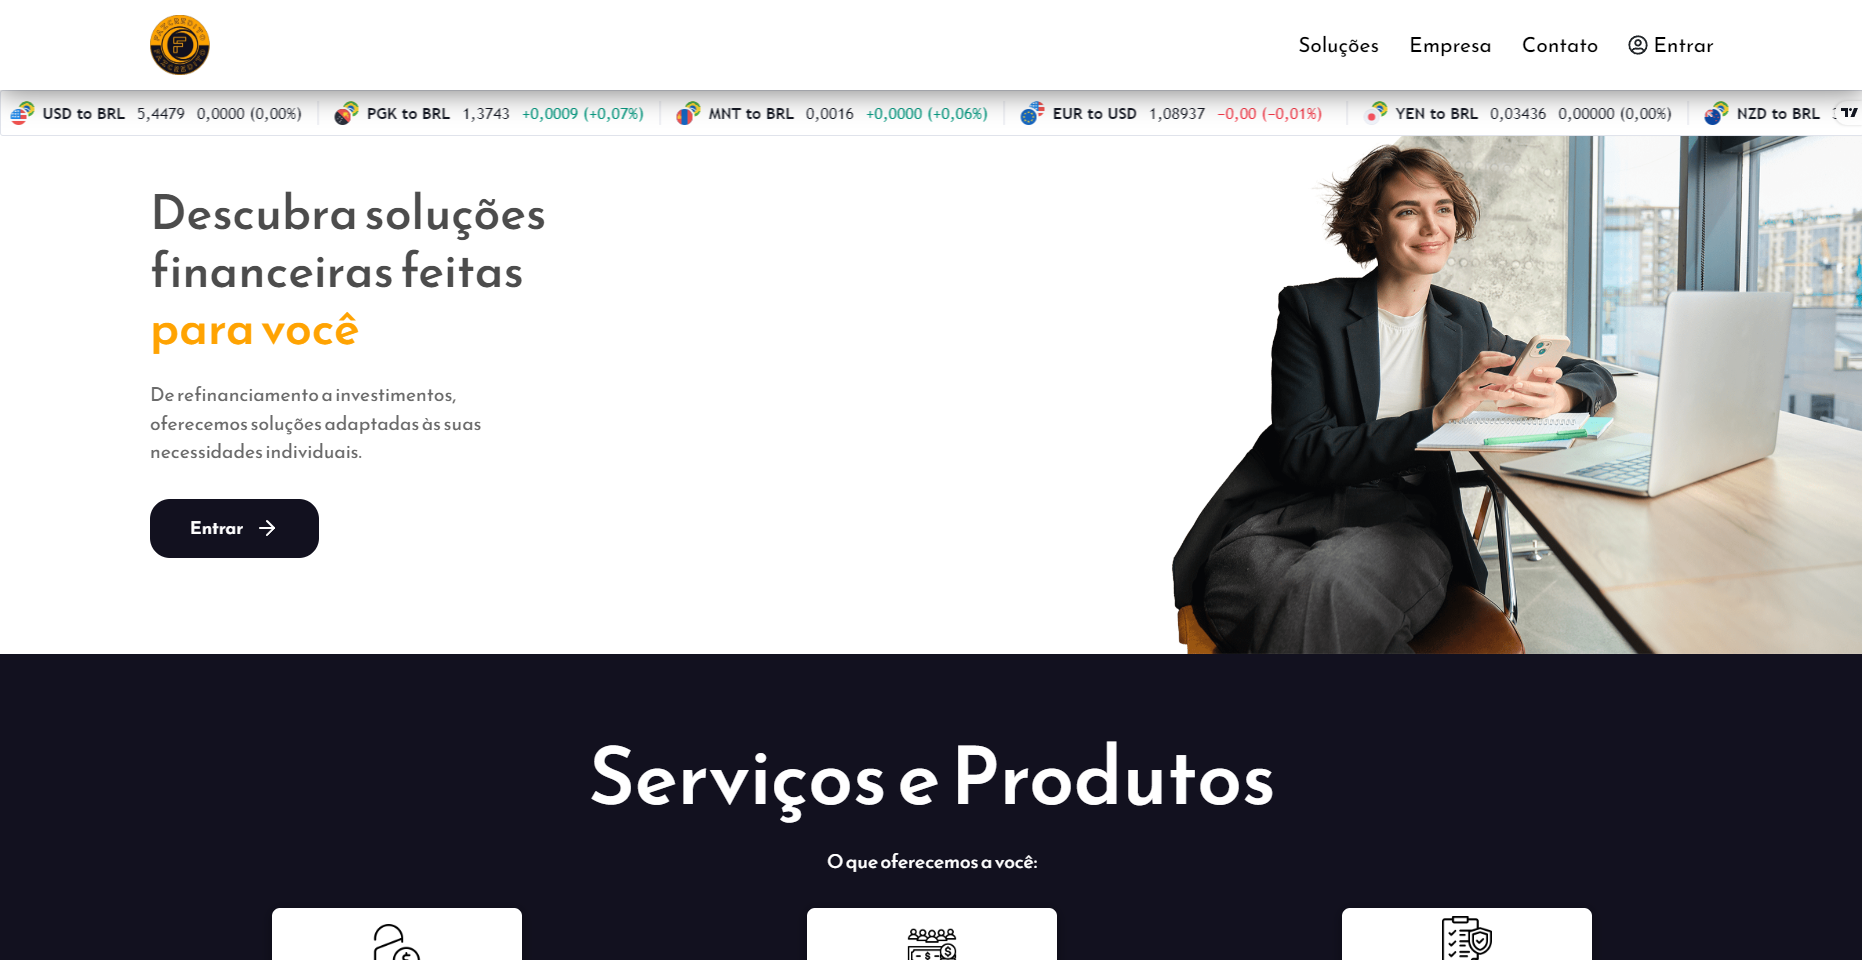 FAZCREDITO
FAZCREDITO
Soluções
Empresa
Contato
Entrar
USD to BRL 5,4479 0,0000 (0,00%)
PGK to BRL 1,3743 +0,0009 (+0,07%)
MNT to BRL 0,0016 +0,0000 (+0,06%)
EUR to USD 1,08937 −0,00 (−0,01%)
YEN to BRL 0,03436 0,00000 (0,00%)
NZD to BRL
Descubra soluções
financeiras feitas
para você
De refinanciamento a investimentos,
oferecemos soluções adaptadas às suas
necessidades individuais.
Entrar
Serviços e Produtos
O que oferecemos a você: